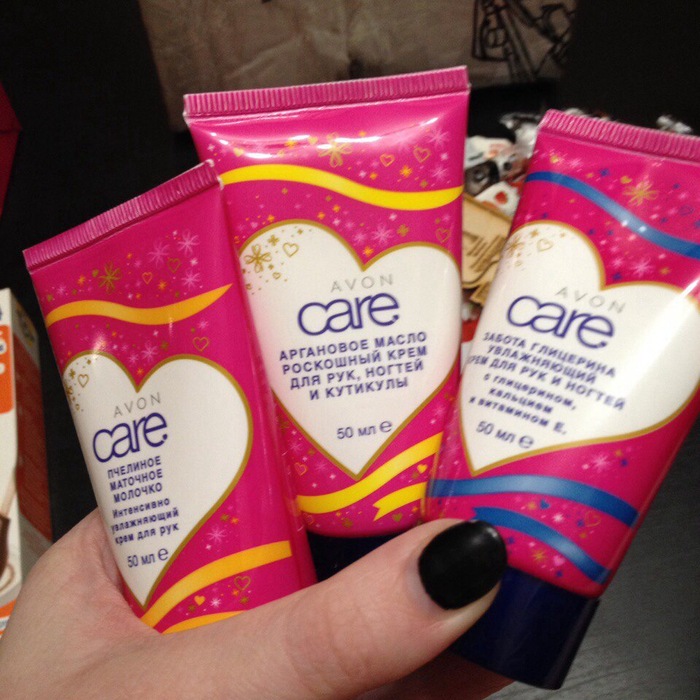 AVON
care
ПЧЕЛИНОЕ
МАТОЧНОЕ
МОЛОЧКО
Интенсивно
увлажняющий
крем для рук
50 мл e
AVON
care
АРГАНОВОЕ МАСЛО
РОСКОШНЫЙ КРЕМ
ДЛЯ РУК, НОГТЕЙ
И КУТИКУЛЫ
50 мл e
AVON
care
ЗАБОТА ГЛИЦЕРИНА
УВЛАЖНЯЮЩИЙ
КРЕМ ДЛЯ РУК И НОГТЕЙ
с глицерином,
кальцием
и витамином Е.
50 мл e